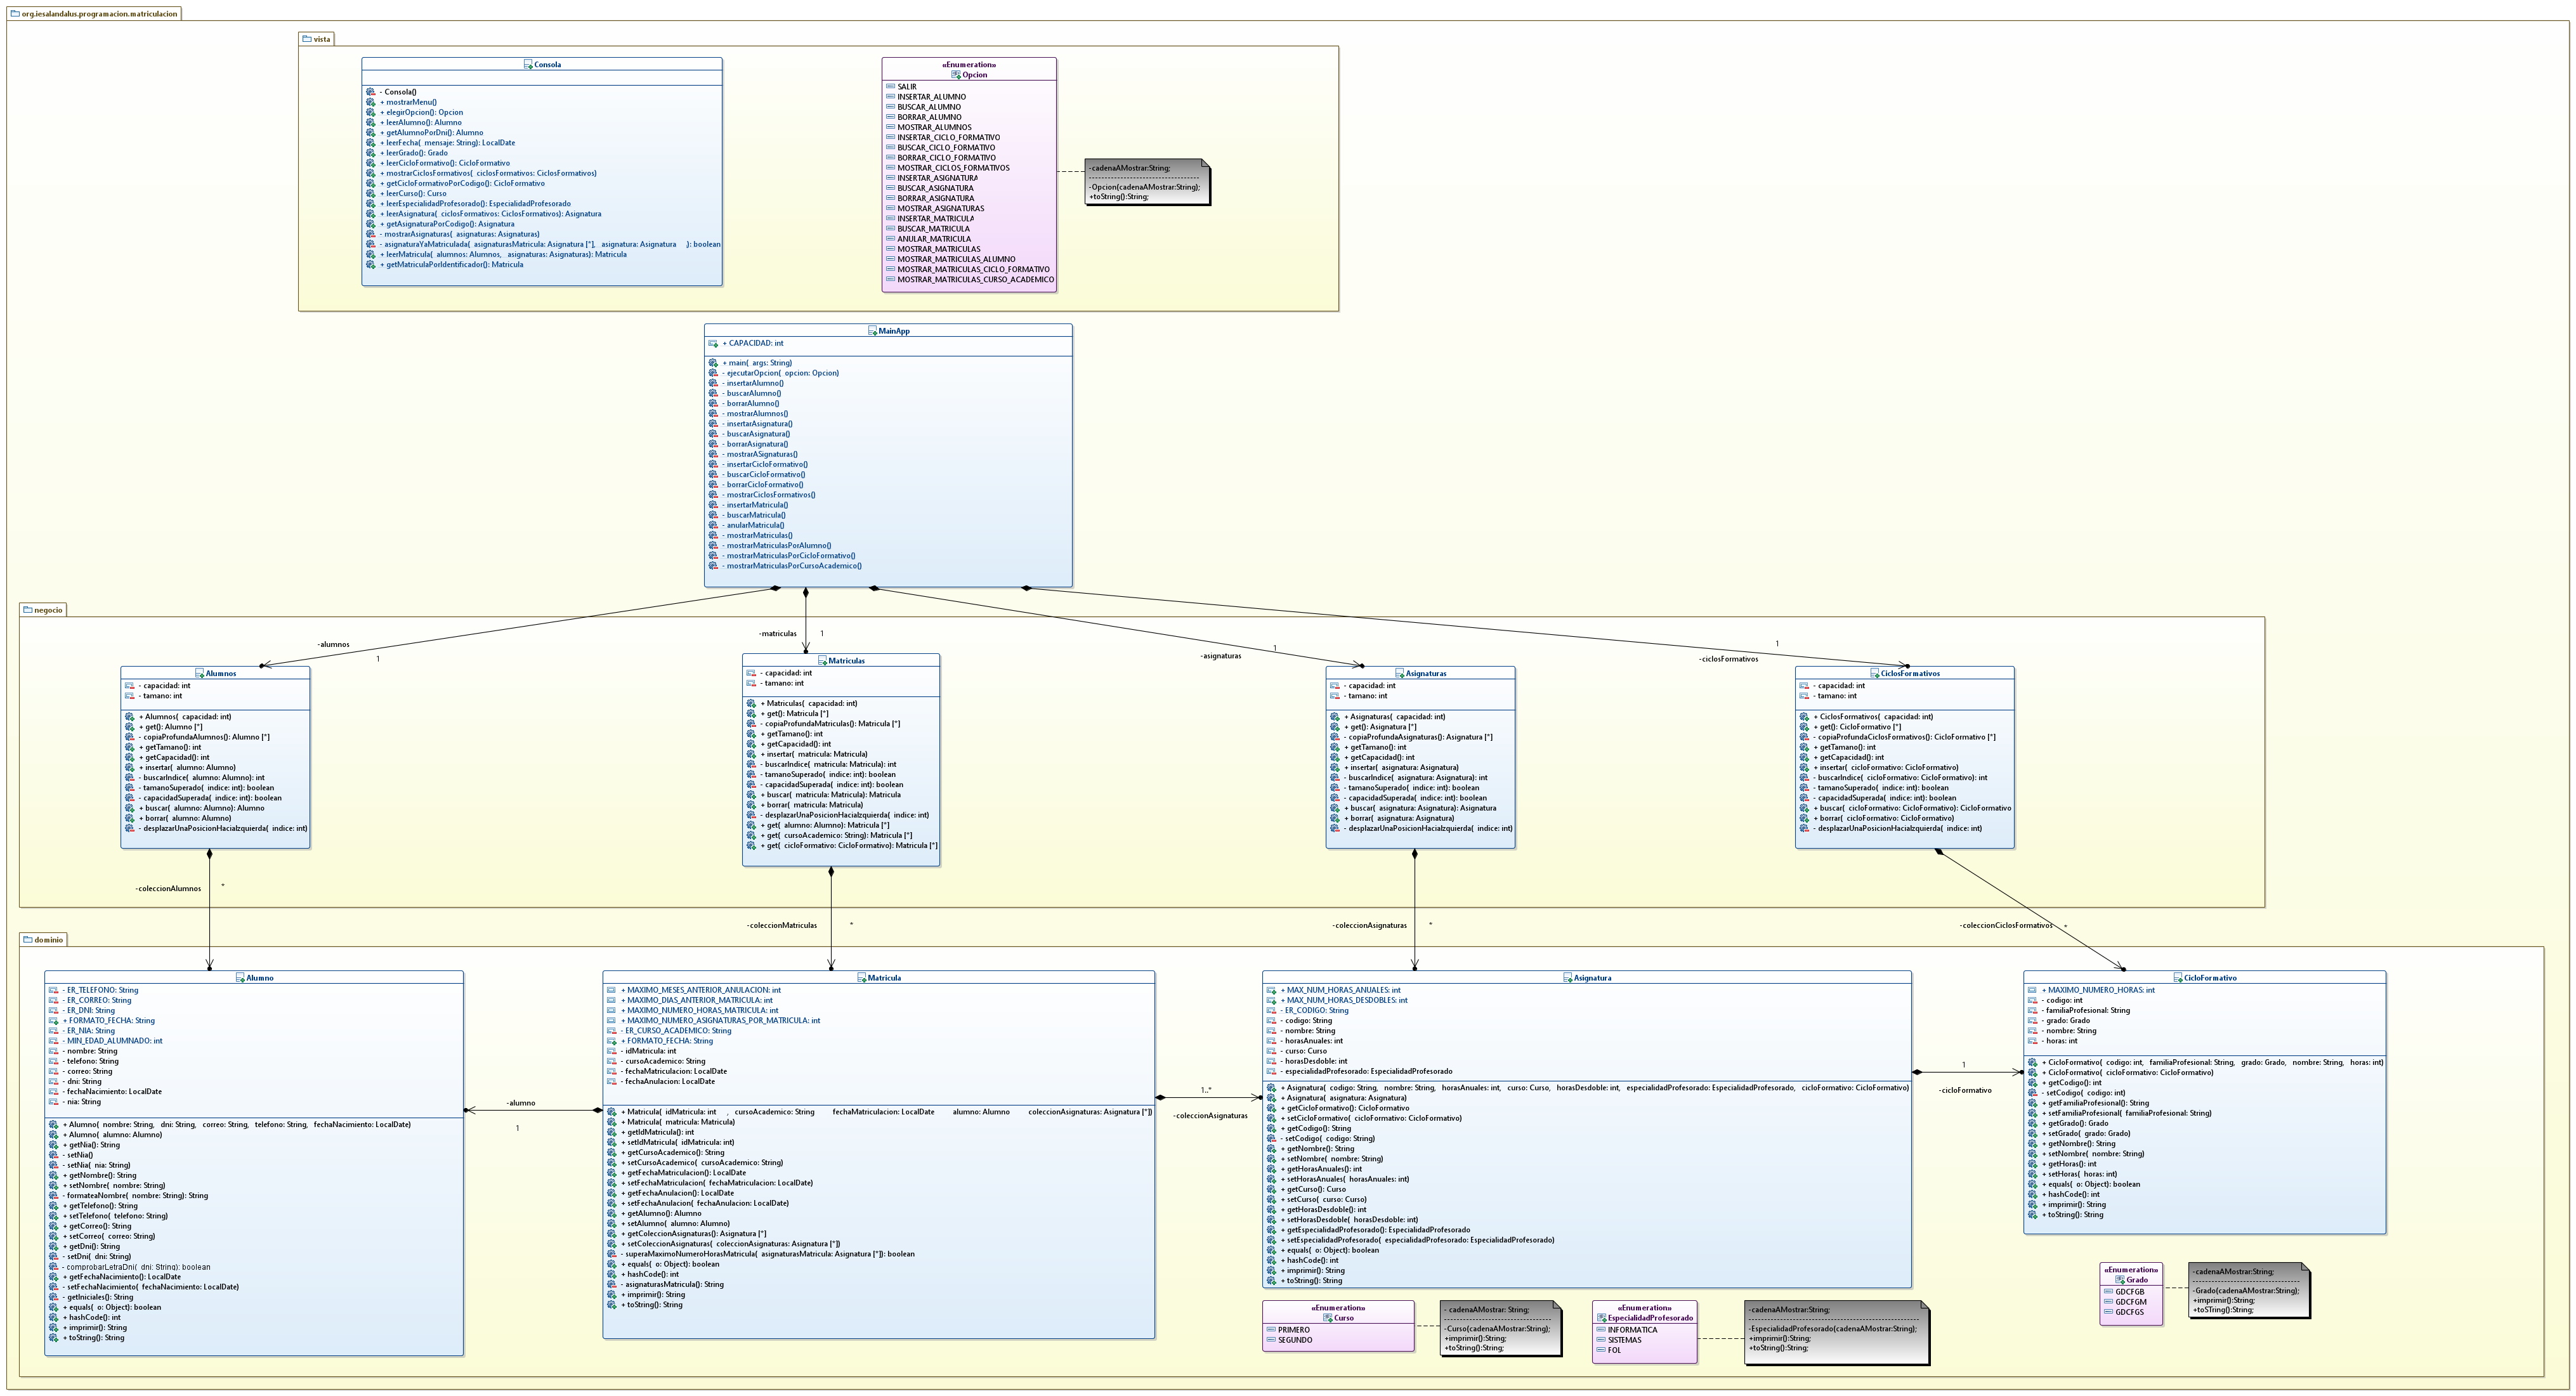 org.iesalandalus.programacion.matriculacion
vista
Consola
- Consola()
+ mostrarMenu()
+ elegirOpcion(): Opcion
+ leerAlumno(): Alumno
+ getAlumnoPorDni(): Alumno
+ leerFecha( mensaje: String): LocalDate
+ leerGrado(): Grado
+ leerCicloFormativo(): CicloFormativo
+ mostrarCiclosFormativos( ciclosFormativos: CiclosFormativos)
+ getCicloFormativoPorCodigo(): CicloFormativo
+ leerCurso(): Curso
+ leerEspecialidadProfesorado(): EspecialidadProfesorado
+ leerAsignatura( ciclosFormativos: CiclosFormativos): Asignatura
+ getAsignaturaPorCodigo(): Asignatura
- mostrarAsignaturas( asignaturas: Asignaturas)
- asignaturaYaMatriculada( asignaturasMatricula: Asignatura [*], asignatura: Asignatura ,): boolean
+ leerMatricula( alumnos: Alumnos, asignaturas: Asignaturas): Matricula
+ getMatriculaPorIdentificador(): Matricula
«Enumeration»
Opcion
SALIR
INSERTAR_ALUMNO
BUSCAR_ALUMNO
BORRAR_ALUMNO
MOSTRAR_ALUMNOS
INSERTAR_CICLO_FORMATIVO
BUSCAR_CICLO_FORMATIVO
BORRAR_CICLO_FORMATIVO
MOSTRAR_CICLOS_FORMATIVOS
INSERTAR_ASIGNATURA
BUSCAR_ASIGNATURA
BORRAR_ASIGNATURA
MOSTRAR_ASIGNATURAS
INSERTAR_MATRICULA
BUSCAR_MATRICULA
ANULAR_MATRICULA
MOSTRAR_MATRICULAS
MOSTRAR_MATRICULAS_ALUMNO
MOSTRAR_MATRICULAS_CICLO_FORMATIVO
MOSTRAR_MATRICULAS_CURSO_ACADEMICO
-cadenaAMostrar:String;
-Opcion(cadenaAMostrar:String);
+toString():String;
MainApp
+ CAPACIDAD: int
+ main( args: String)
- ejecutarOpcion( opcion: Opcion)
- insertarAlumno()
- buscarAlumno()
- borrarAlumno()
- mostrarAlumnos()
- insertarAsignatura()
- buscarAsignatura()
- borrarAsignatura()
- mostrarASignaturas()
- insertarCicloFormativo()
- buscarCicloFormativo()
- borrarCicloFormativo()
- mostrarCiclosFormativos()
- insertarMatricula()
- buscarMatricula()
- anularMatricula()
- mostrarMatriculas()
- mostrarMatriculasPorAlumno()
- mostrarMatriculasPorCicloFormativo()
- mostrarMatriculasPorCursoAcademico()
negocio
-alumnos
1
-matriculas
1
-asignaturas
1
-ciclosFormativos
1
Alumnos
- capacidad: int
- tamano: int
+ Alumnos( capacidad: int)
+ get(): Alumno [*]
- copiaProfundaAlumnos(): Alumno [*]
+ getTamano(): int
+ getCapacidad(): int
+ insertar( alumno: Alumno)
- buscarIndice( alumno: Alumno): int
- tamanoSuperado( indice: int): boolean
- capacidadSuperada( indice: int): boolean
+ buscar( alumno: Alumno): Alumno
+ borrar( alumno: Alumno)
- desplazarUnaPosicionHaciaIzquierda( indice: int)
Matriculas
- capacidad: int
- tamano: int
+ Matriculas( capacidad: int)
+ get(): Matricula [*]
- copiaProfundaMatriculas(): Matricula [*]
+ getTamano(): int
+ getCapacidad(): int
+ insertar( matricula: Matricula)
- buscarIndice( matricula: Matricula): int
- tamanoSuperado( indice: int): boolean
- capacidadSuperada( indice: int): boolean
+ buscar( matricula: Matricula): Matricula
+ borrar( matricula: Matricula)
- desplazarUnaPosicionHaciaIzquierda( indice: int)
+ get( alumno: Alumno): Matricula [*]
+ get( cursoAcademico: String): Matricula [*]
+ get( cicloFormativo: CicloFormativo): Matricula [*]
Asignaturas
- capacidad: int
- tamano: int
+ Asignaturas( capacidad: int)
+ get(): Asignatura [*]
- copiaProfundaAsignaturas(): Asignatura [*]
+ getTamano(): int
+ getCapacidad(): int
+ insertar( asignatura: Asignatura)
- buscarIndice( asignatura: Asignatura): int
- tamanoSuperado( indice: int): boolean
- capacidadSuperada( indice: int): boolean
+ buscar( asignatura: Asignatura): Asignatura
+ borrar( asignatura: Asignatura)
- desplazarUnaPosicionHaciaIzquierda( indice: int)
CiclosFormativos
- capacidad: int
- tamano: int
+ CiclosFormativos( capacidad: int)
+ get(): CicloFormativo [*]
- copiaProfundaCiclosFormativos(): CicloFormativo [*]
+ getTamano(): int
+ getCapacidad(): int
+ insertar( cicloFormativo: CicloFormativo)
- buscarIndice( cicloFormativo: CicloFormativo): int
- tamanoSuperado( indice: int): boolean
- capacidadSuperada( indice: int): boolean
+ buscar( cicloFormativo: CicloFormativo): CicloFormativo
+ borrar( cicloFormativo: CicloFormativo)
- desplazarUnaPosicionHaciaIzquierda( indice: int)
-coleccionAlumnos
*
-coleccionMatriculas
*
-coleccionAsignaturas
*
-coleccionCiclosFormativos
*
dominio
Alumno
- ER_TELEFONO: String
- ER_CORREO: String
- ER_DNI: String
+ FORMATO_FECHA: String
- ER_NIA: String
- MIN_EDAD_ALUMNADO: int
- nombre: String
- telefono: String
- correo: String
- dni: String
- fechaNacimiento: LocalDate
- nia: String
+ Alumno( nombre: String, dni: String, correo: String, telefono: String, fechaNacimiento: LocalDate)
+ Alumno( alumno: Alumno)
+ getNia(): String
- setNia()
- setNia( nia: String)
+ getNombre(): String
+ setNombre( nombre: String)
- formateaNombre( nombre: String): String
+ getTelefono(): String
+ setTelefono( telefono: String)
+ getCorreo(): String
+ setCorreo( correo: String)
+ getDni(): String
- setDni( dni: String)
- comprobarLetraDni( dni: String): boolean
+ getFechaNacimiento(): LocalDate
- setFechaNacimiento( fechaNacimiento: LocalDate)
- getIniciales(): String
+ equals( o: Object): boolean
+ hashCode(): int
+ imprimir(): String
+ toString(): String
-alumno
1
Matricula
+ MAXIMO_MESES_ANTERIOR_ANULACION: int
+ MAXIMO_DIAS_ANTERIOR_MATRICULA: int
+ MAXIMO_NUMERO_HORAS_MATRICULA: int
+ MAXIMO_NUMERO_ASIGNATURAS_POR_MATRICULA: int
- ER_CURSO_ACADEMICO: String
+ FORMATO_FECHA: String
- idMatricula: int
- cursoAcademico: String
- fechaMatriculacion: LocalDate
- fechaAnulacion: LocalDate
+ Matricula( idMatricula: int , cursoAcademico: String fechaMatriculacion: LocalDate alumno: Alumno coleccionAsignaturas: Asignatura [*])
+ Matricula( matricula: Matricula)
+ getIdMatricula(): int
+ setIdMatricula( idMatricula: int)
+ getCursoAcademico(): String
+ setCursoAcademico( cursoAcademico: String)
+ getFechaMatriculacion(): LocalDate
+ setFechaMatriculacion( fechaMatriculacion: LocalDate)
+ getFechaAnulacion(): LocalDate
+ setFechaAnulacion( fechaAnulacion: LocalDate)
+ getAlumno(): Alumno
+ setAlumno( alumno: Alumno)
+ getColeccionAsignaturas(): Asignatura [*]
+ setColeccionAsignaturas( coleccionAsignaturas: Asignatura [*])
- superaMaximoNumeroHorasMatricula( asignaturasMatricula: Asignatura [*]): boolean
+ equals( o: Object): boolean
+ hashCode(): int
- asignaturasMatricula(): String
+ imprimir(): String
+ toString(): String
1..*
-coleccionAsignaturas
Asignatura
+ MAX_NUM_HORAS_ANUALES: int
+ MAX_NUM_HORAS_DESDOBLES: int
- ER_CODIGO: String
- codigo: String
- nombre: String
- horasAnuales: int
- curso: Curso
- horasDesdoble: int
- especialidadProfesorado: EspecialidadProfesorado
+ Asignatura( codigo: String, nombre: String, horasAnuales: int, curso: Curso, horasDesdoble: int, especialidadProfesorado: EspecialidadProfesorado, cicloFormativo: CicloFormativo)
+ Asignatura( asignatura: Asignatura)
+ getCicloFormativo(): CicloFormativo
+ setCicloFormativo( cicloFormativo: CicloFormativo)
+ getCodigo(): String
- setCodigo( codigo: String)
+ getNombre(): String
+ setNombre( nombre: String)
+ getHorasAnuales(): int
+ setHorasAnuales( horasAnuales: int)
+ getCurso(): Curso
+ setCurso( curso: Curso)
+ getHorasDesdoble(): int
+ setHorasDesdoble( horasDesdoble: int)
+ getEspecialidadProfesorado(): EspecialidadProfesorado
+ setEspecialidadProfesorado( especialidadProfesorado: EspecialidadProfesorado)
+ equals( o: Object): boolean
+ hashCode(): int
+ imprimir(): String
+ toString(): String
1
-cicloFormativo
CicloFormativo
+ MAXIMO_NUMERO_HORAS: int
- codigo: int
- familiaProfesional: String
- grado: Grado
- nombre: String
- horas: int
+ CicloFormativo( codigo: int, familiaProfesional: String, grado: Grado, nombre: String, horas: int)
+ CicloFormativo( cicloFormativo: CicloFormativo)
+ getCodigo(): int
- setCodigo( codigo: int)
+ getFamiliaProfesional(): String
+ setFamiliaProfesional( familiaProfesional: String)
+ getGrado(): Grado
+ setGrado( grado: Grado)
+ getNombre(): String
+ setNombre( nombre: String)
+ getHoras(): int
+ setHoras( horas: int)
+ equals( o: Object): boolean
+ hashCode(): int
+ imprimir(): String
+ toString(): String
«Enumeration»
Curso
PRIMERO
SEGUNDO
- cadenaAMostrar: String;
-Curso(cadenaAMostrar:String);
+imprimir():String;
+toString():String;
«Enumeration»
EspecialidadProfesorado
INFORMATICA
SISTEMAS
FOL
-cadenaAMostrar:String;
-EspecialidadProfesorado(cadenaAMostrar:String);
+imprimir():String;
+toString():String;
«Enumeration»
Grado
GDCFGB
GDCFGM
GDCFGS
-cadenaAMostrar:String;
-Grado(cadenaAMostrar:String);
+imprimir():String;
+toSTring():String;